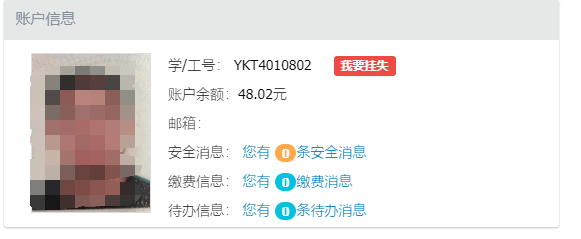 账户信息
学/工号： YKT4010802 我要挂失
账户余额：48.02元
邮箱：
安全消息： 您有 0 条安全消息
缴费信息： 您有 0 缴费消息
待办信息： 您有 0 条待办消息